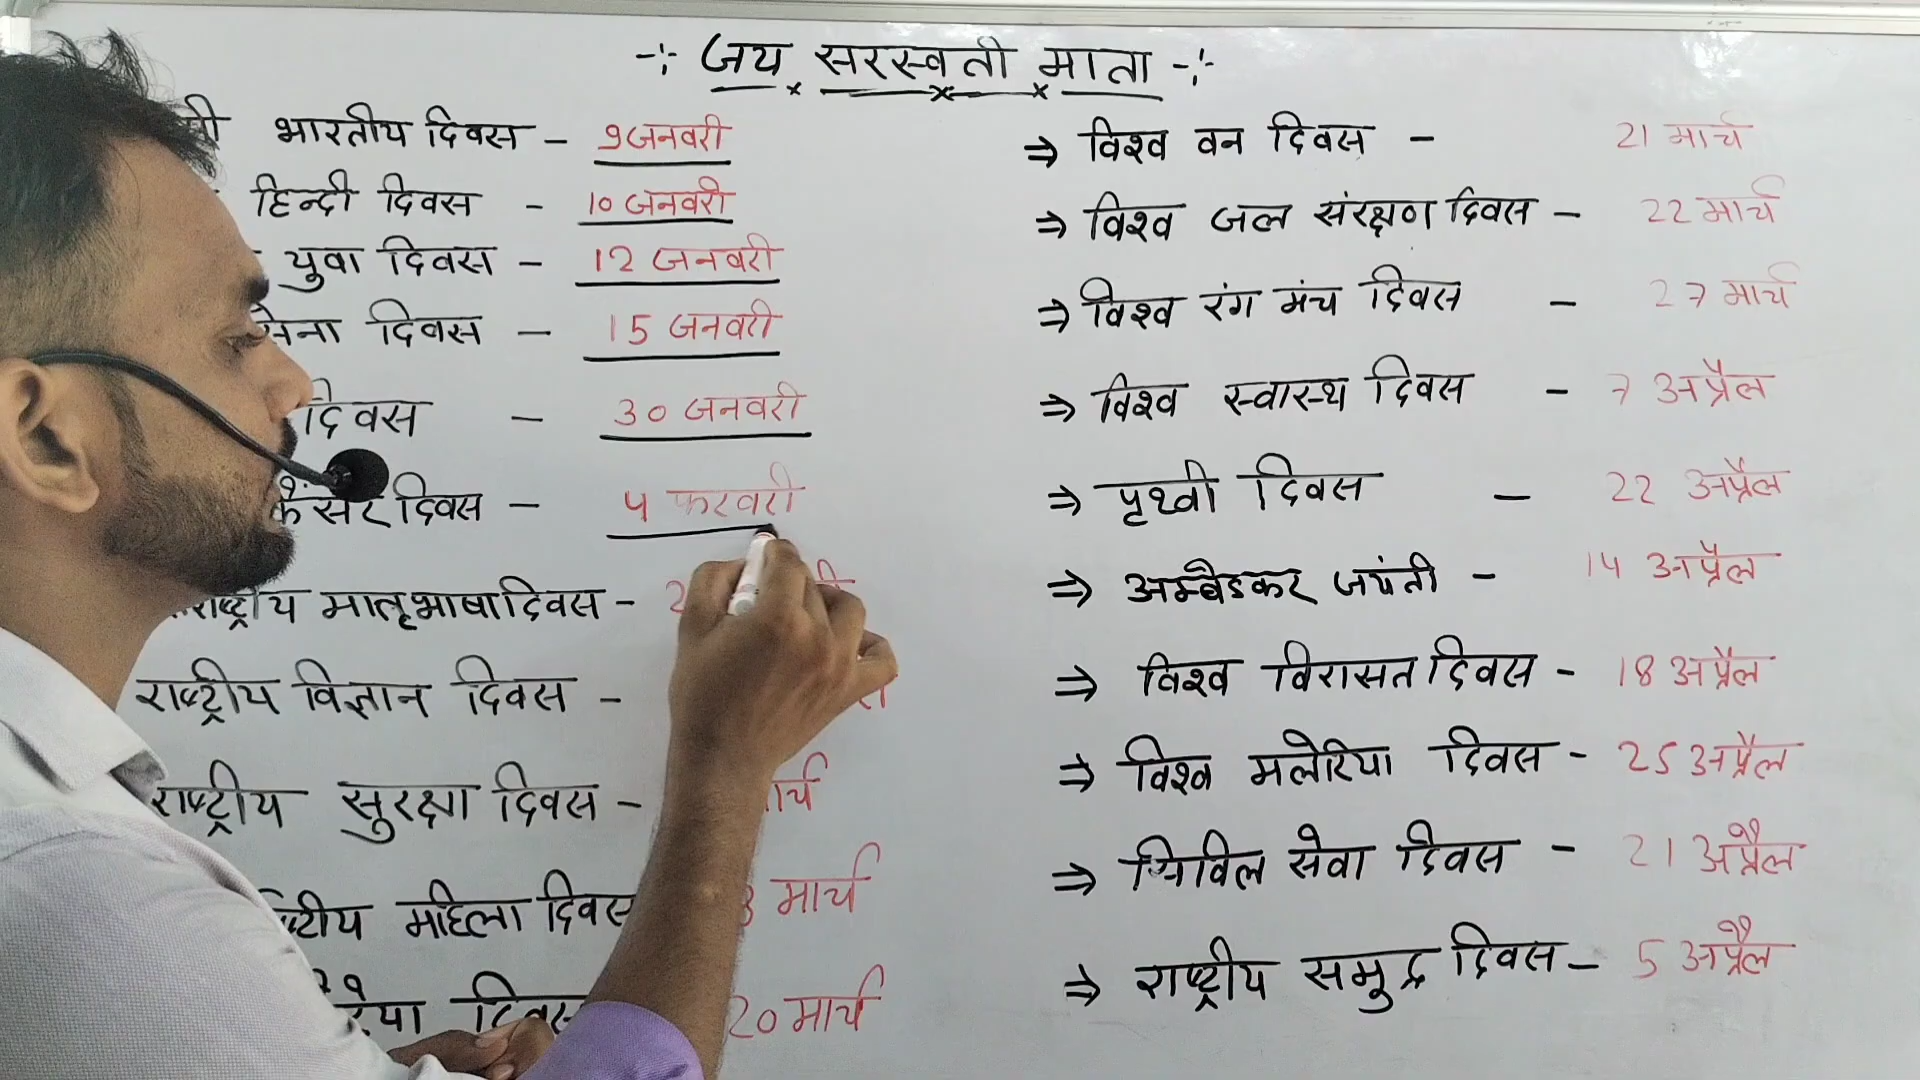 -:- जय सरस्वती माता -:-
भारतीय दिवस - 9 जनवरी
हिन्दी दिवस - 10 जनवरी
युवा दिवस - 12 जनवरी
सेना दिवस - 15 जनवरी
दिवस - 30 जनवरी
कैंसर दिवस - 4 फरवरी
मातृभाषा दिवस - 2
राष्ट्रीय विज्ञान दिवस -
राष्ट्रीय सुरक्षा दिवस - मार्च
महिला दिवस 8 मार्च
दिवस 20 मार्च
⇒ विश्व वन दिवस - 21 मार्च
⇒ विश्व जल संरक्षण दिवस - 22 मार्च
⇒ विश्व रंग मंच दिवस - 27 मार्च
⇒ विश्व स्वास्थ दिवस - 7 अप्रैल
⇒ पृथ्वी दिवस - 22 अप्रैल
⇒ अम्बेडकर जयंती - 14 अप्रैल
⇒ विश्व विरासत दिवस - 18 अप्रैल
⇒ विश्व मलेरिया दिवस - 25 अप्रैल
⇒ सिविल सेवा दिवस - 21 अप्रैल
⇒ राष्ट्रीय समुद्र दिवस - 5 अप्रैल